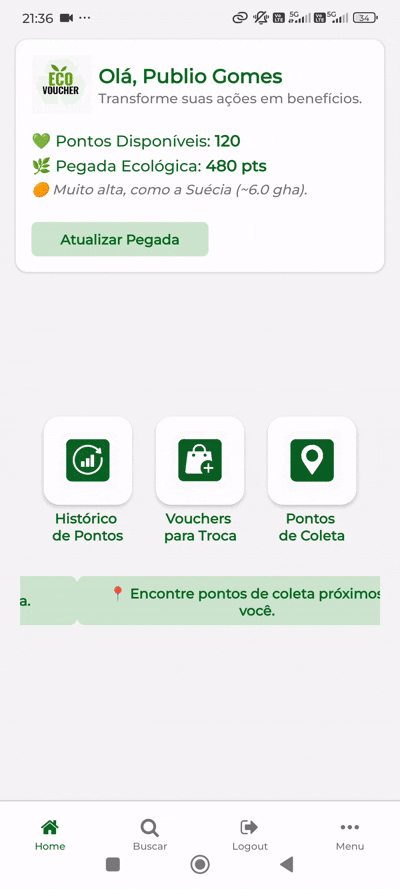 21:36
5G
5G
34
ECO
VOUCHER
Olá, Publio Gomes
Transforme suas ações em benefícios.
💚 Pontos Disponíveis: 120
🌿 Pegada Ecológica: 480 pts
🟠 Muito alta, como a Suécia (~6.0 gha).
Atualizar Pegada
Histórico
de Pontos
Vouchers
para Troca
Pontos
de Coleta
a.
📍 Encontre pontos de coleta próximos
você.
Home
Buscar
Logout
Menu